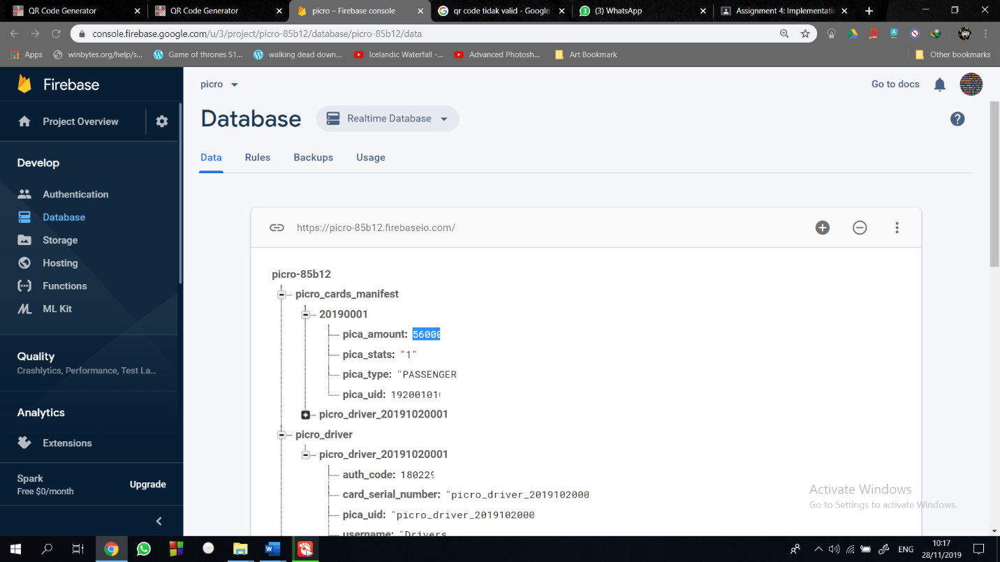 QR Code Generator
QR Code Generator
picro – Firebase console
qr code tidak valid - Google
(3) WhatsApp
Assignment 4: Implementatic
console.firebase.google.com/u/3/project/picro-85b12/database/picro-85b12/data
Apps
winbytes.org/help/s...
Game of thrones S1...
walking dead down...
Icelandic Waterfall -...
Advanced Photosh...
Art Bookmark
Other bookmarks
Firebase
picro
Go to docs
Project Overview
Database
Realtime Database
Data
Rules
Backups
Usage
Develop
Authentication
Database
Storage
Hosting
Functions
ML Kit
Quality
Crashlytics, Performance, Test La...
Analytics
Extensions
Spark
Free $0/month
Upgrade
https://picro-85b12.firebaseio.com/
picro-85b12
picro_cards_manifest
20190001
pica_amount: 56000
pica_stats: "1"
pica_type: "PASSENGER
pica_uid: 19200101
picro_driver_20191020001
picro_driver
picro_driver_20191020001
auth_code: 180229
card_serial_number: "picro_driver_2019102000
pica_uid: "picro_driver_2019102000
username: "Drivers
Activate Windows
Go to Settings to activate Windows.
ENG
10:17
28/11/2019